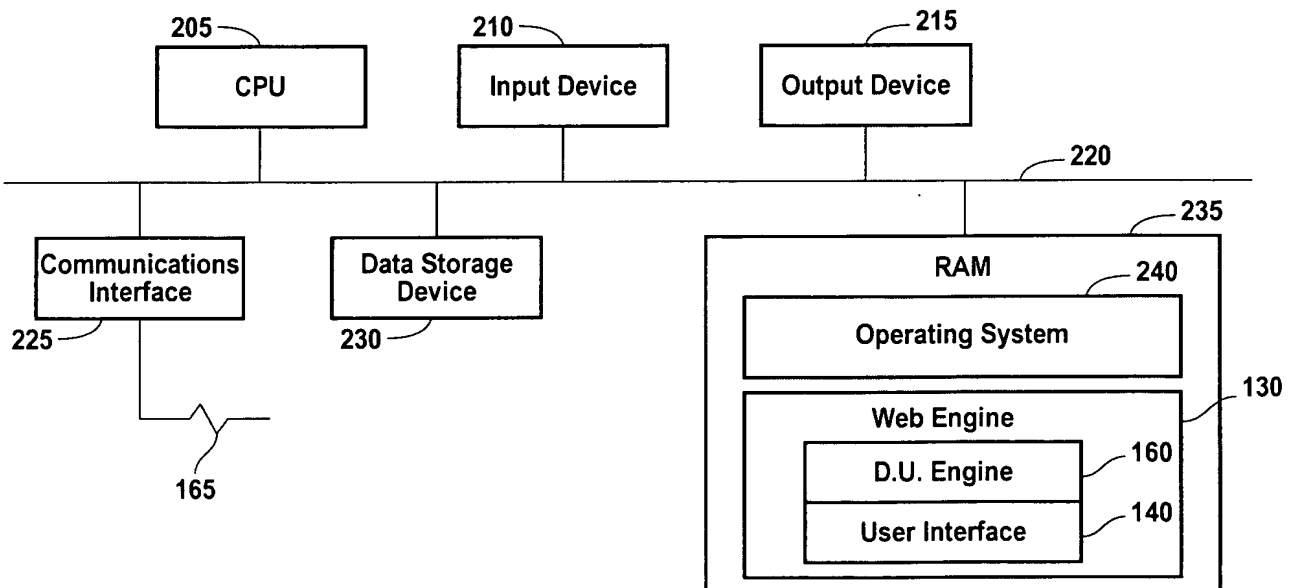 205
210
215
CPU
Input Device
Output Device
220
235
Communications
Interface
Data Storage
Device
RAM
240
225
230
Operating System
130
Web Engine
160
D.U. Engine
165
140
User Interface